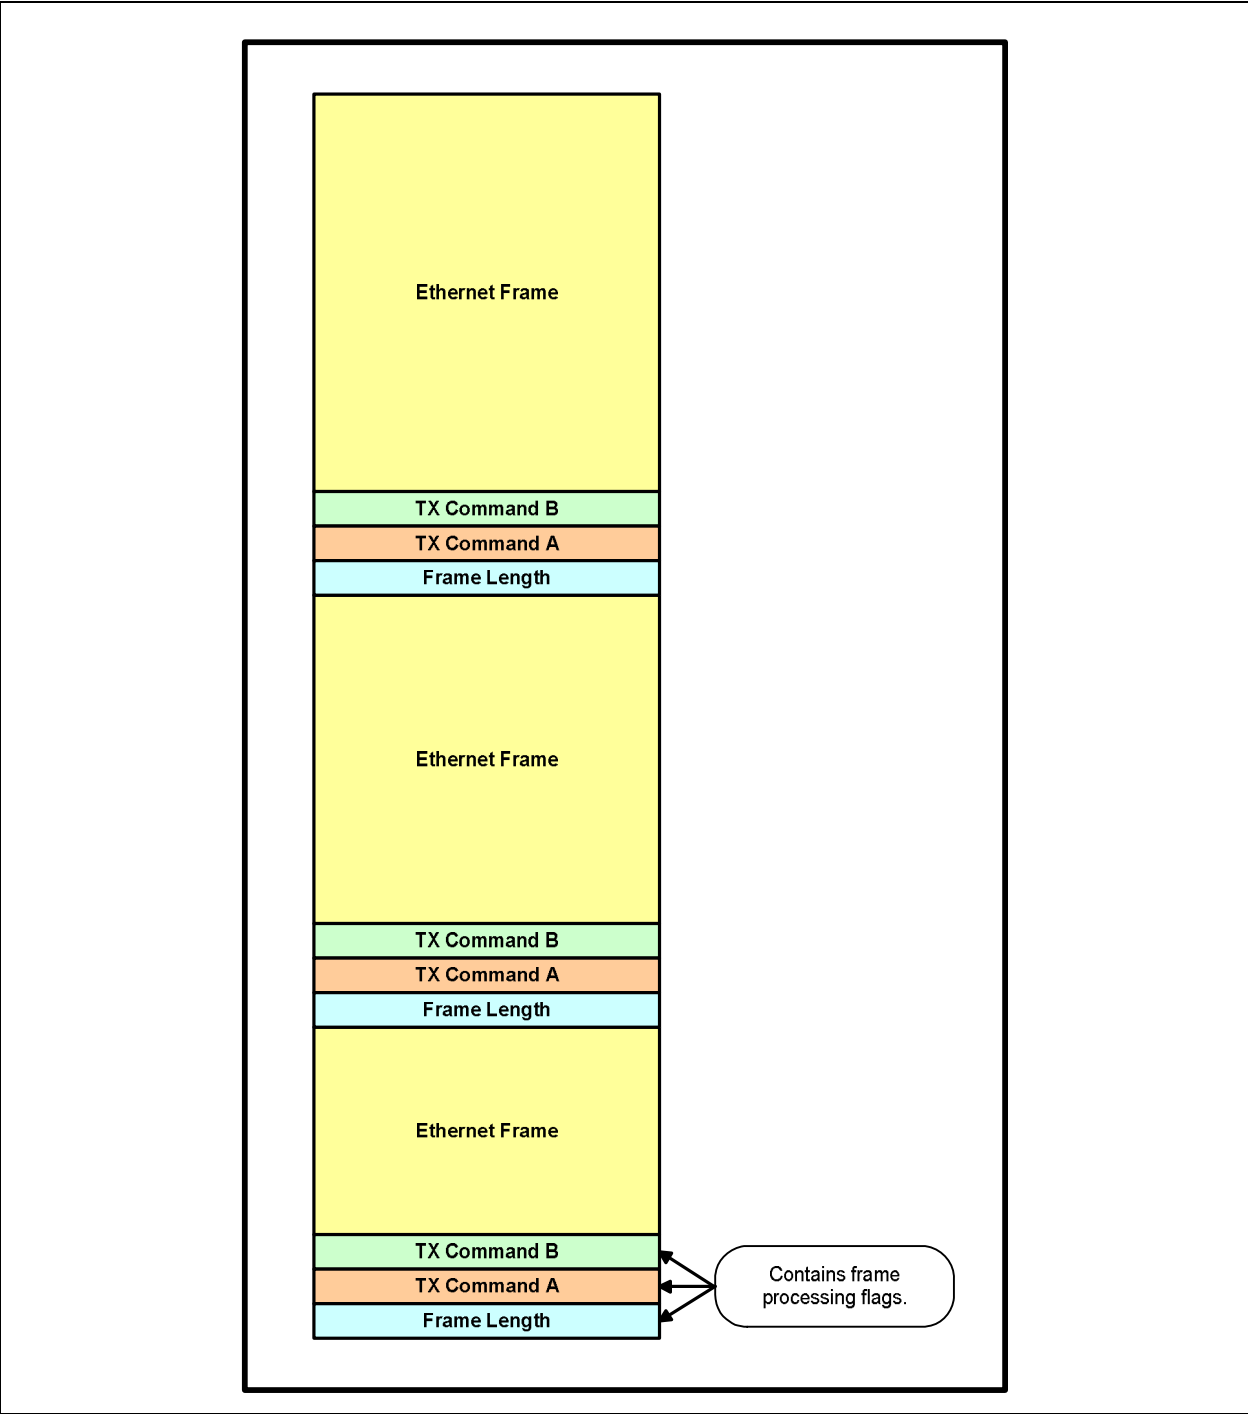 Ethernet Frame
TX Command B
TX Command A
Frame Length
Ethernet Frame
TX Command B
TX Command A
Frame Length
Ethernet Frame
TX Command B
TX Command A
Frame Length
Contains frame
processing flags.